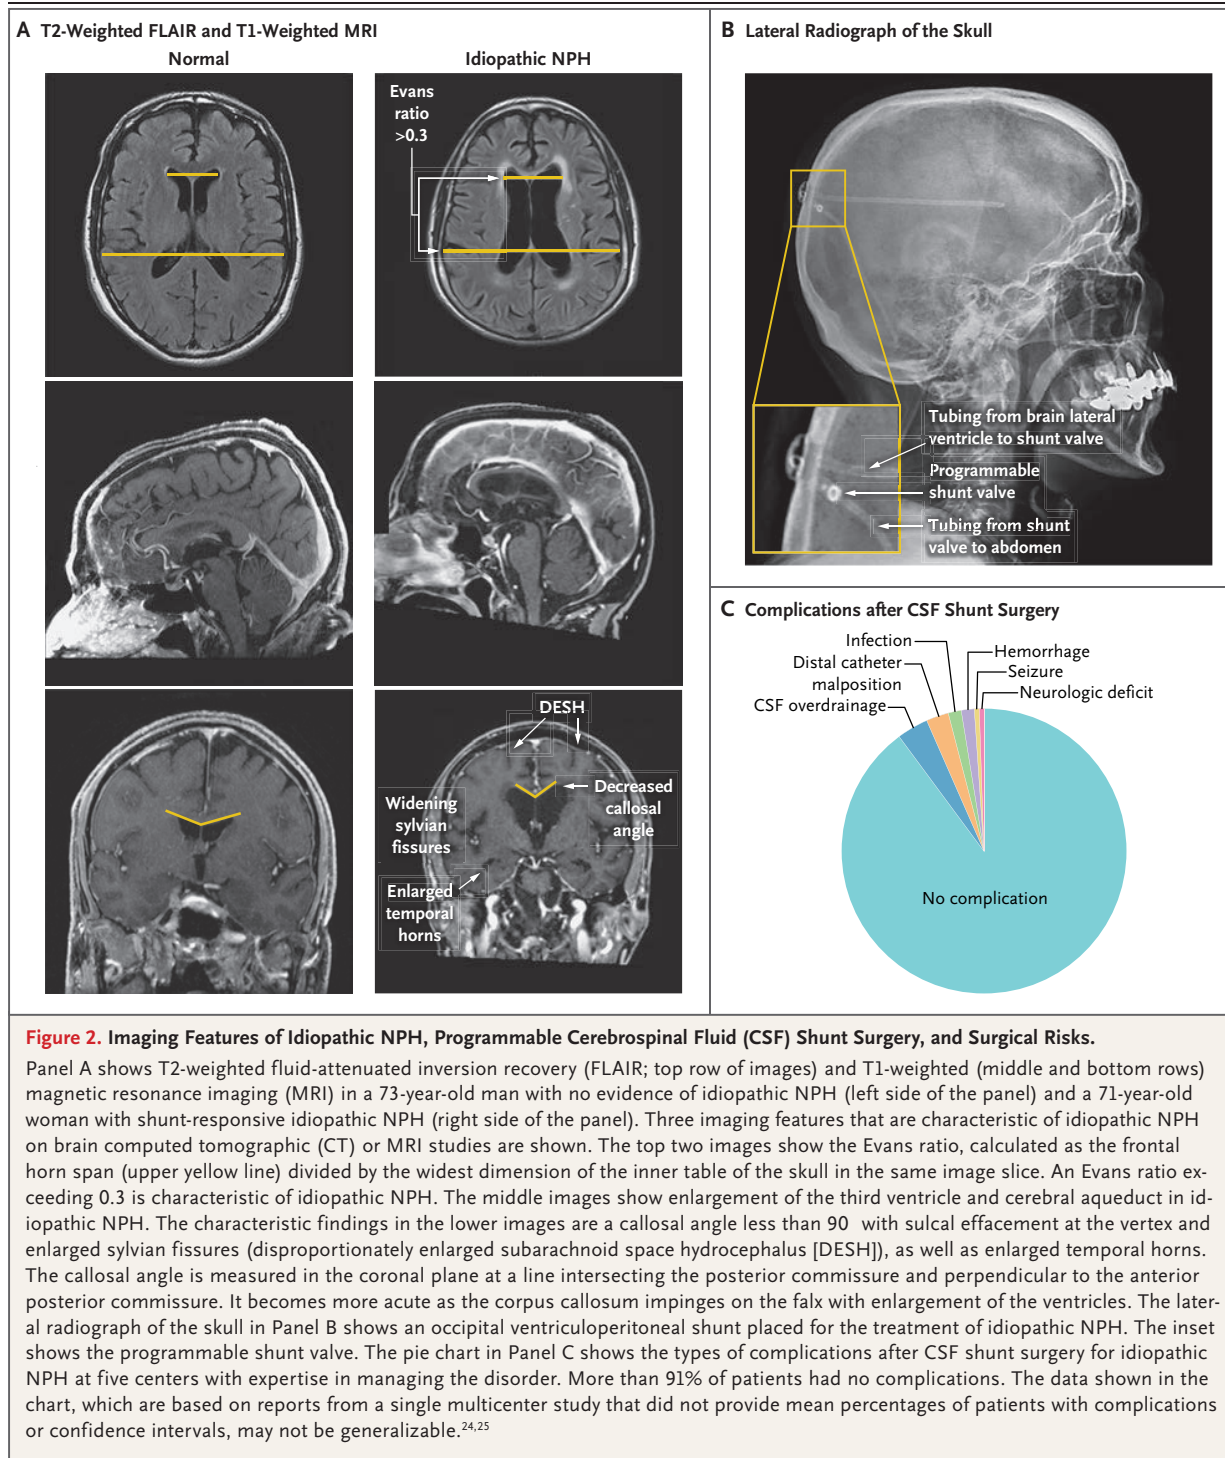 A T2-Weighted FLAIR and T1-Weighted MRI
Normal
Idiopathic NPH
Evans
ratio
>0.3
DESH
Decreased
callosal
angle
Widening
sylvian
fissures
Enlarged
temporal
horns
B Lateral Radiograph of the Skull
Tubing from brain lateral
ventricle to shunt valve
Programmable
shunt valve
Tubing from shunt
valve to abdomen
C Complications after CSF Shunt Surgery
Infection
Distal catheter
malposition
CSF overdrainage
Hemorrhage
Seizure
Neurologic deficit
No complication
Figure 2. Imaging Features of Idiopathic NPH, Programmable Cerebrospinal Fluid (CSF) Shunt Surgery, and Surgical Risks.
Panel A shows T2-weighted fluid-attenuated inversion recovery (FLAIR; top row of images) and T1-weighted (middle and bottom rows)
magnetic resonance imaging (MRI) in a 73-year-old man with no evidence of idiopathic NPH (left side of the panel) and a 71-year-old
woman with shunt-responsive idiopathic NPH (right side of the panel). Three imaging features that are characteristic of idiopathic NPH
on brain computed tomographic (CT) or MRI studies are shown. The top two images show the Evans ratio, calculated as the frontal
horn span (upper yellow line) divided by the widest dimension of the inner table of the skull in the same image slice. An Evans ratio ex-
ceeding 0.3 is characteristic of idiopathic NPH. The middle images show enlargement of the third ventricle and cerebral aqueduct in id-
iopathic NPH. The characteristic findings in the lower images are a callosal angle less than 90 with sulcal effacement at the vertex and
enlarged sylvian fissures (disproportionately enlarged subarachnoid space hydrocephalus [DESH]), as well as enlarged temporal horns.
The callosal angle is measured in the coronal plane at a line intersecting the posterior commissure and perpendicular to the anterior
posterior commissure. It becomes more acute as the corpus callosum impinges on the falx with enlargement of the ventricles. The later-
al radiograph of the skull in Panel B shows an occipital ventriculoperitoneal shunt placed for the treatment of idiopathic NPH. The inset
shows the programmable shunt valve. The pie chart in Panel C shows the types of complications after CSF shunt surgery for idiopathic
NPH at five centers with expertise in managing the disorder. More than 91% of patients had no complications. The data shown in the
chart, which are based on reports from a single multicenter study that did not provide mean percentages of patients with complications
or confidence intervals, may not be generalizable.24,25